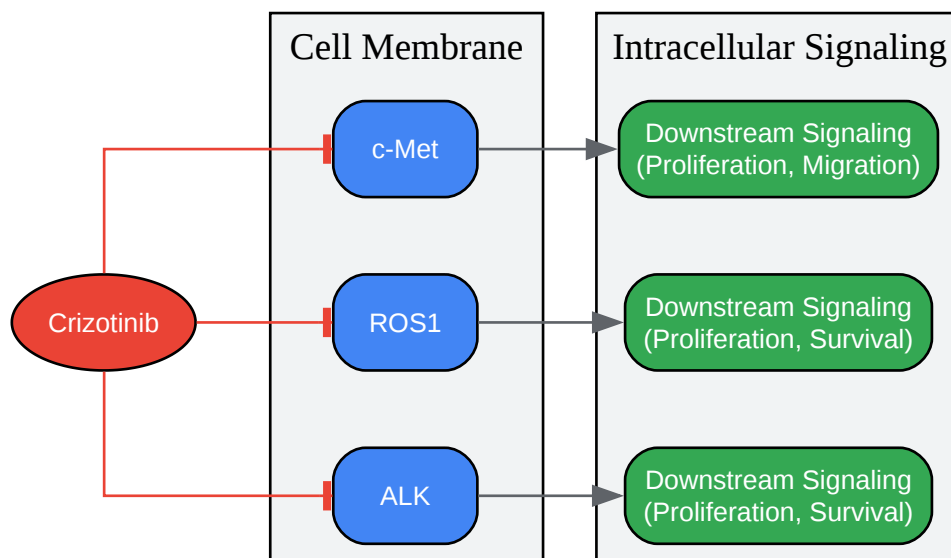 Cell Membrane
Intracellular Signaling
c-Met
Downstream Signaling
(Proliferation, Migration)
Crizotinib
ROS1
Downstream Signaling
(Proliferation, Survival)
ALK
Downstream Signaling
(Proliferation, Survival)